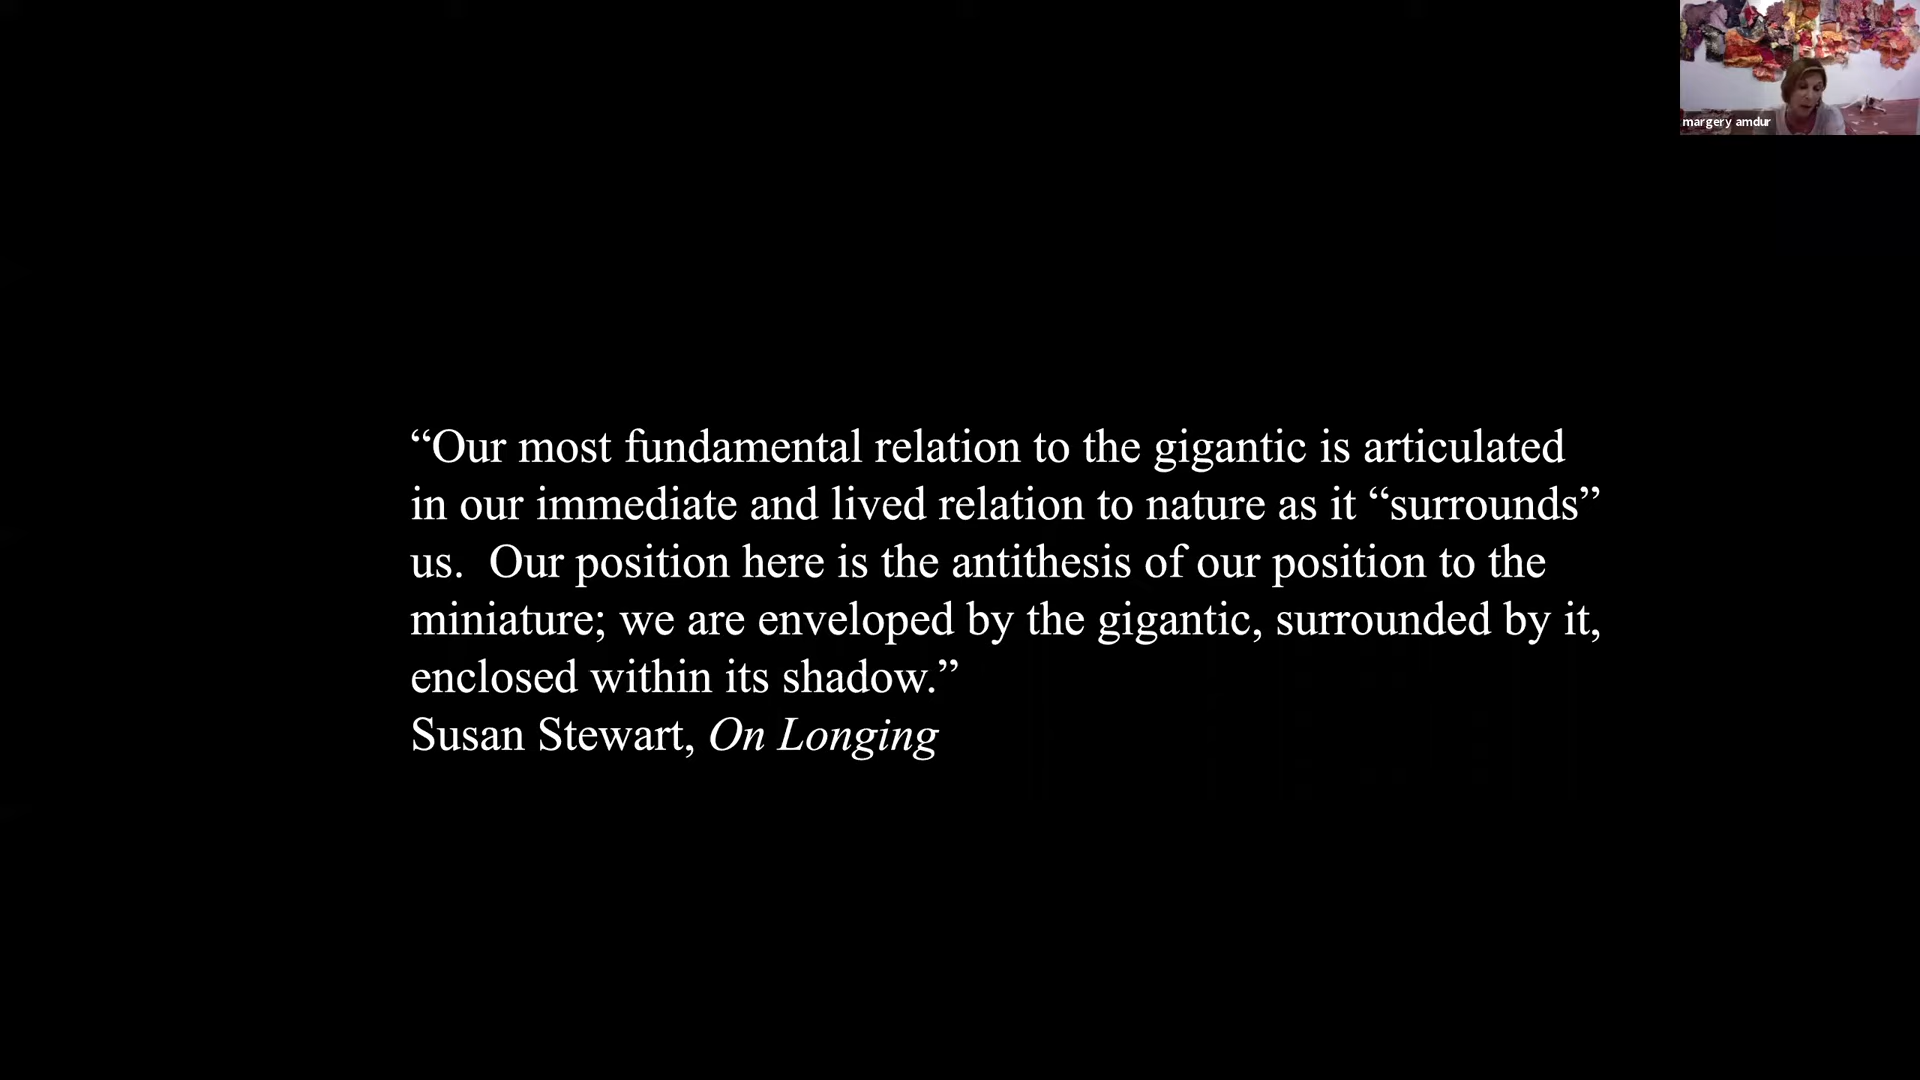 margery amdur
“Our most fundamental relation to the gigantic is articulated
in our immediate and lived relation to nature as it “surrounds”
us.  Our position here is the antithesis of our position to the
miniature; we are enveloped by the gigantic, surrounded by it,
enclosed within its shadow.”
Susan Stewart, On Longing